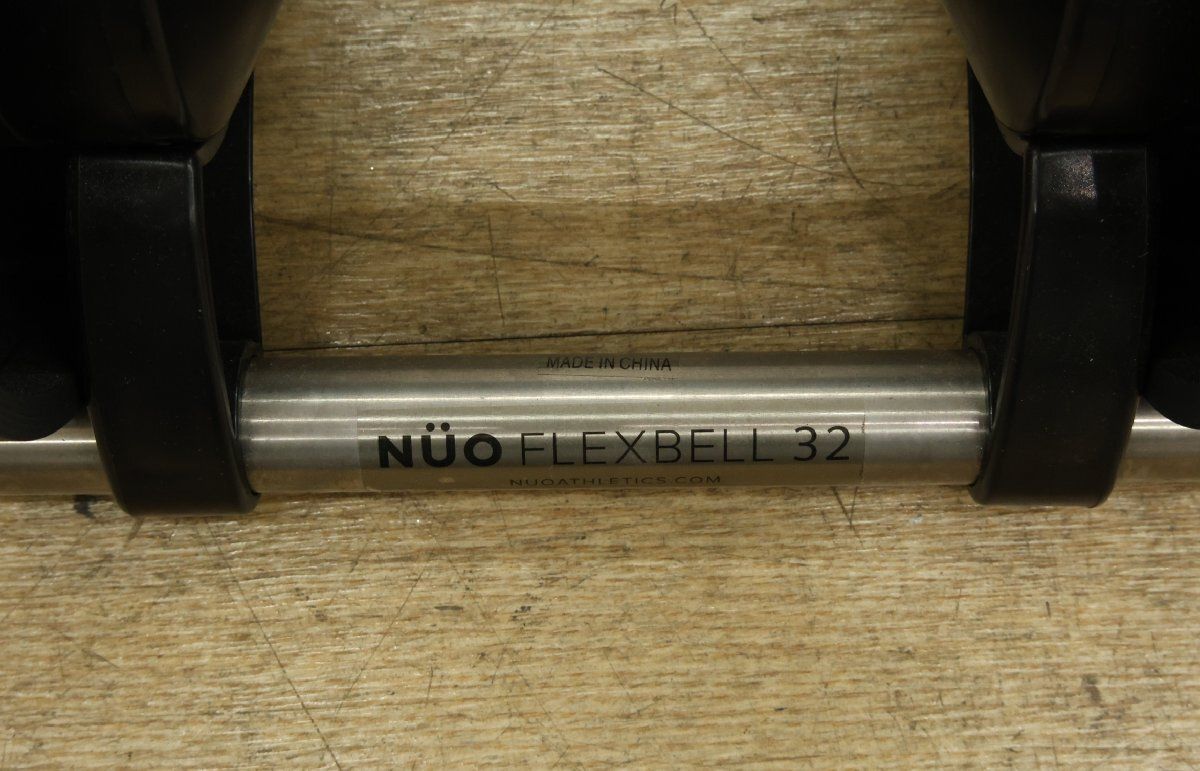 MADE IN CHINA
NÜO FLEXBELL 32
NUOATHLETICS.COM